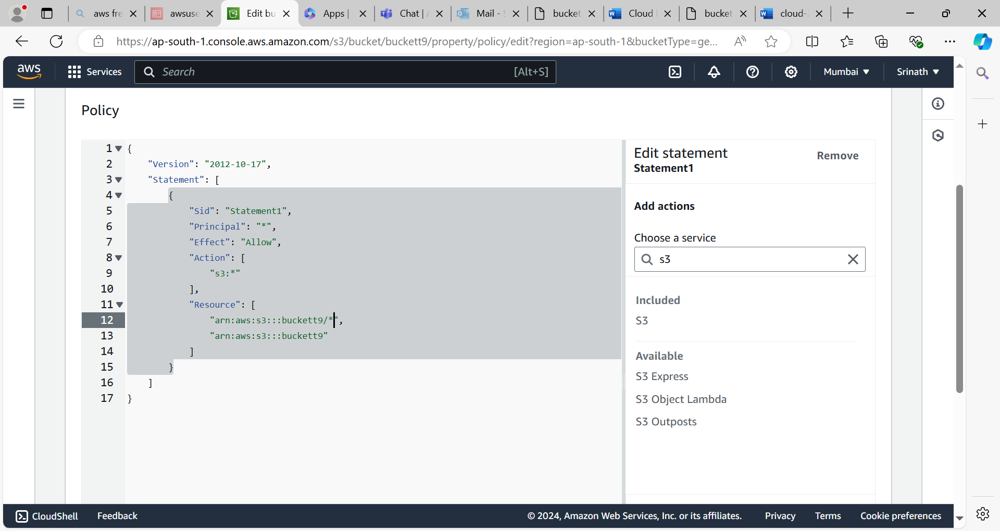 aws fre
awsuse
Edit bu
Apps |
Chat | 
Mail - 
bucket
Cloud
bucket
cloud-
https://ap-south-1.console.aws.amazon.com/s3/bucket/buckett9/property/policy/edit?region=ap-south-1&bucketType=ge...
aws
Services
Search
[Alt+S]
Mumbai
Srinath
Policy
1 {
2 "Version": "2012-10-17",
3 "Statement": [
4 {
5 "Sid": "Statement1",
6 "Principal": "*",
7 "Effect": "Allow",
8 "Action": [
9 "s3:*"
10 ],
11 "Resource": [
12 "arn:aws:s3:::buckett9/*",
13 "arn:aws:s3:::buckett9"
14 ]
15 }
16 ]
17 }
Edit statement
Remove
Statement1
Add actions
Choose a service
s3
Included
S3
Available
S3 Express
S3 Object Lambda
S3 Outposts
CloudShell
Feedback
© 2024, Amazon Web Services, Inc. or its affiliates.
Privacy
Terms
Cookie preferences